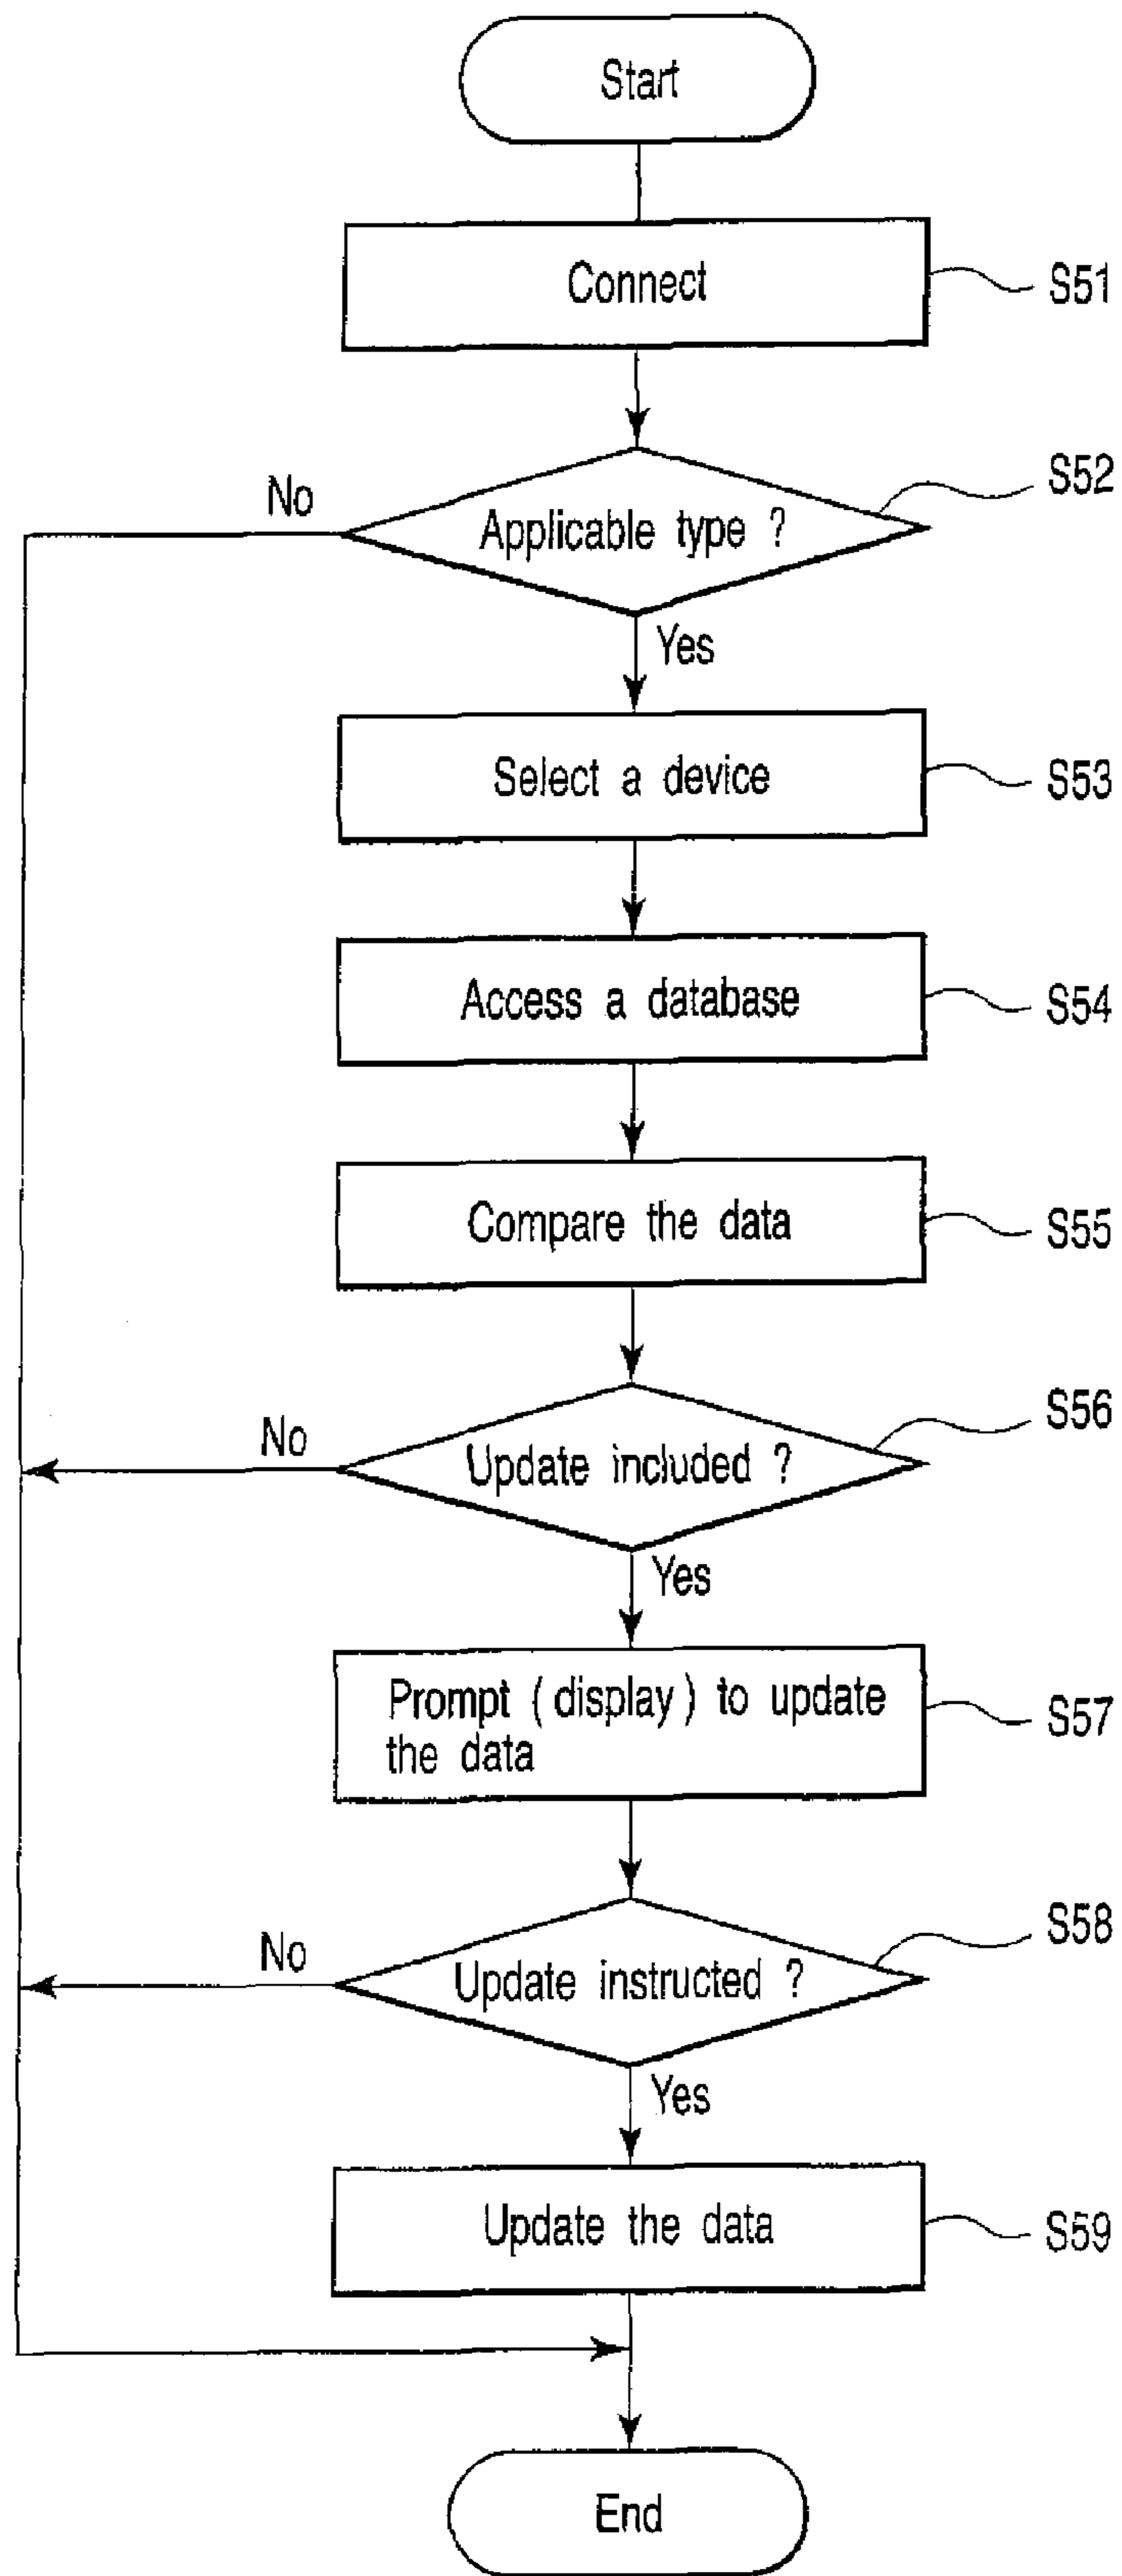 Start
Connect
S51
S52
No
Applicable type ?
Yes
Select a device
S53
Access a database
S54
Compare the data
S55
S56
No
Update included ?
Yes
Prompt ( display ) to update
the data
S57
S58
No
Update instructed ?
Yes
Update the data
S59
End